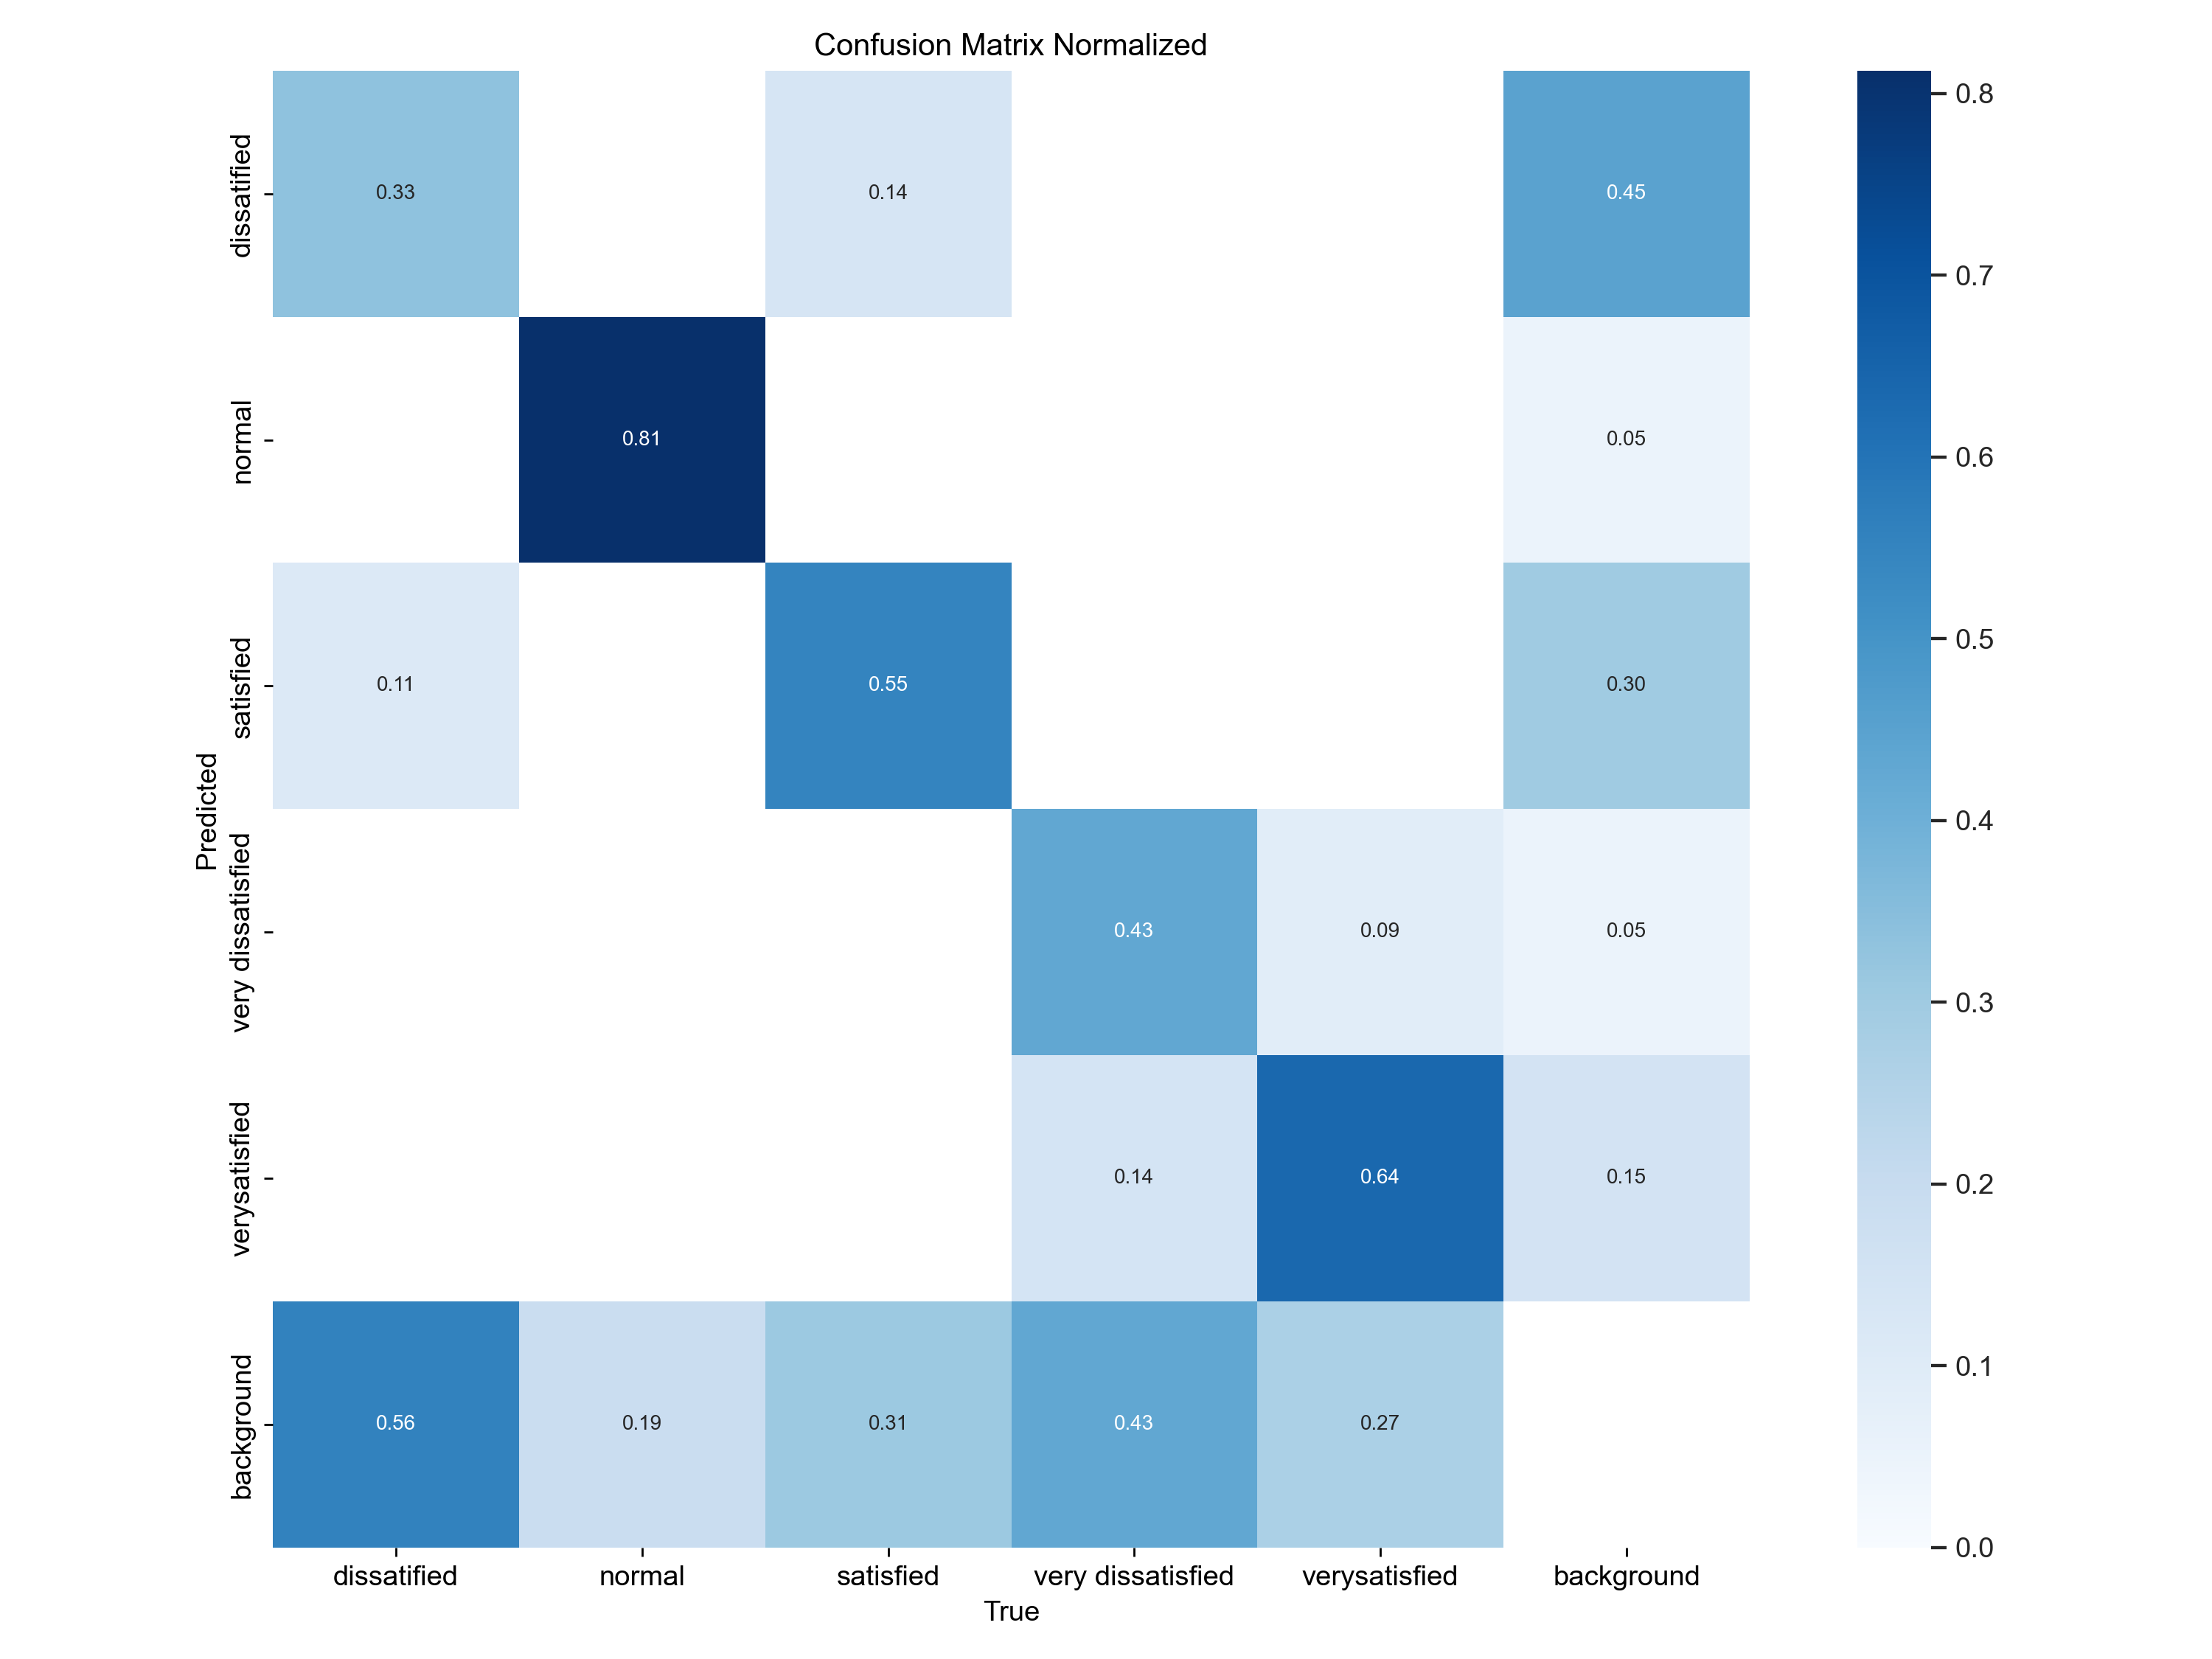 Confusion Matrix Normalized
dissatified
0.33
0.14
0.45
normal
0.81
0.05
satisfied
0.11
0.55
0.30
Predicted
very dissatisfied
0.43
0.09
0.05
verysatisfied
0.14
0.64
0.15
background
0.56
0.19
0.31
0.43
0.27
dissatified
normal
satisfied
very dissatisfied
verysatisfied
background
True
0.8
0.7
0.6
0.5
0.4
0.3
0.2
0.1
0.0